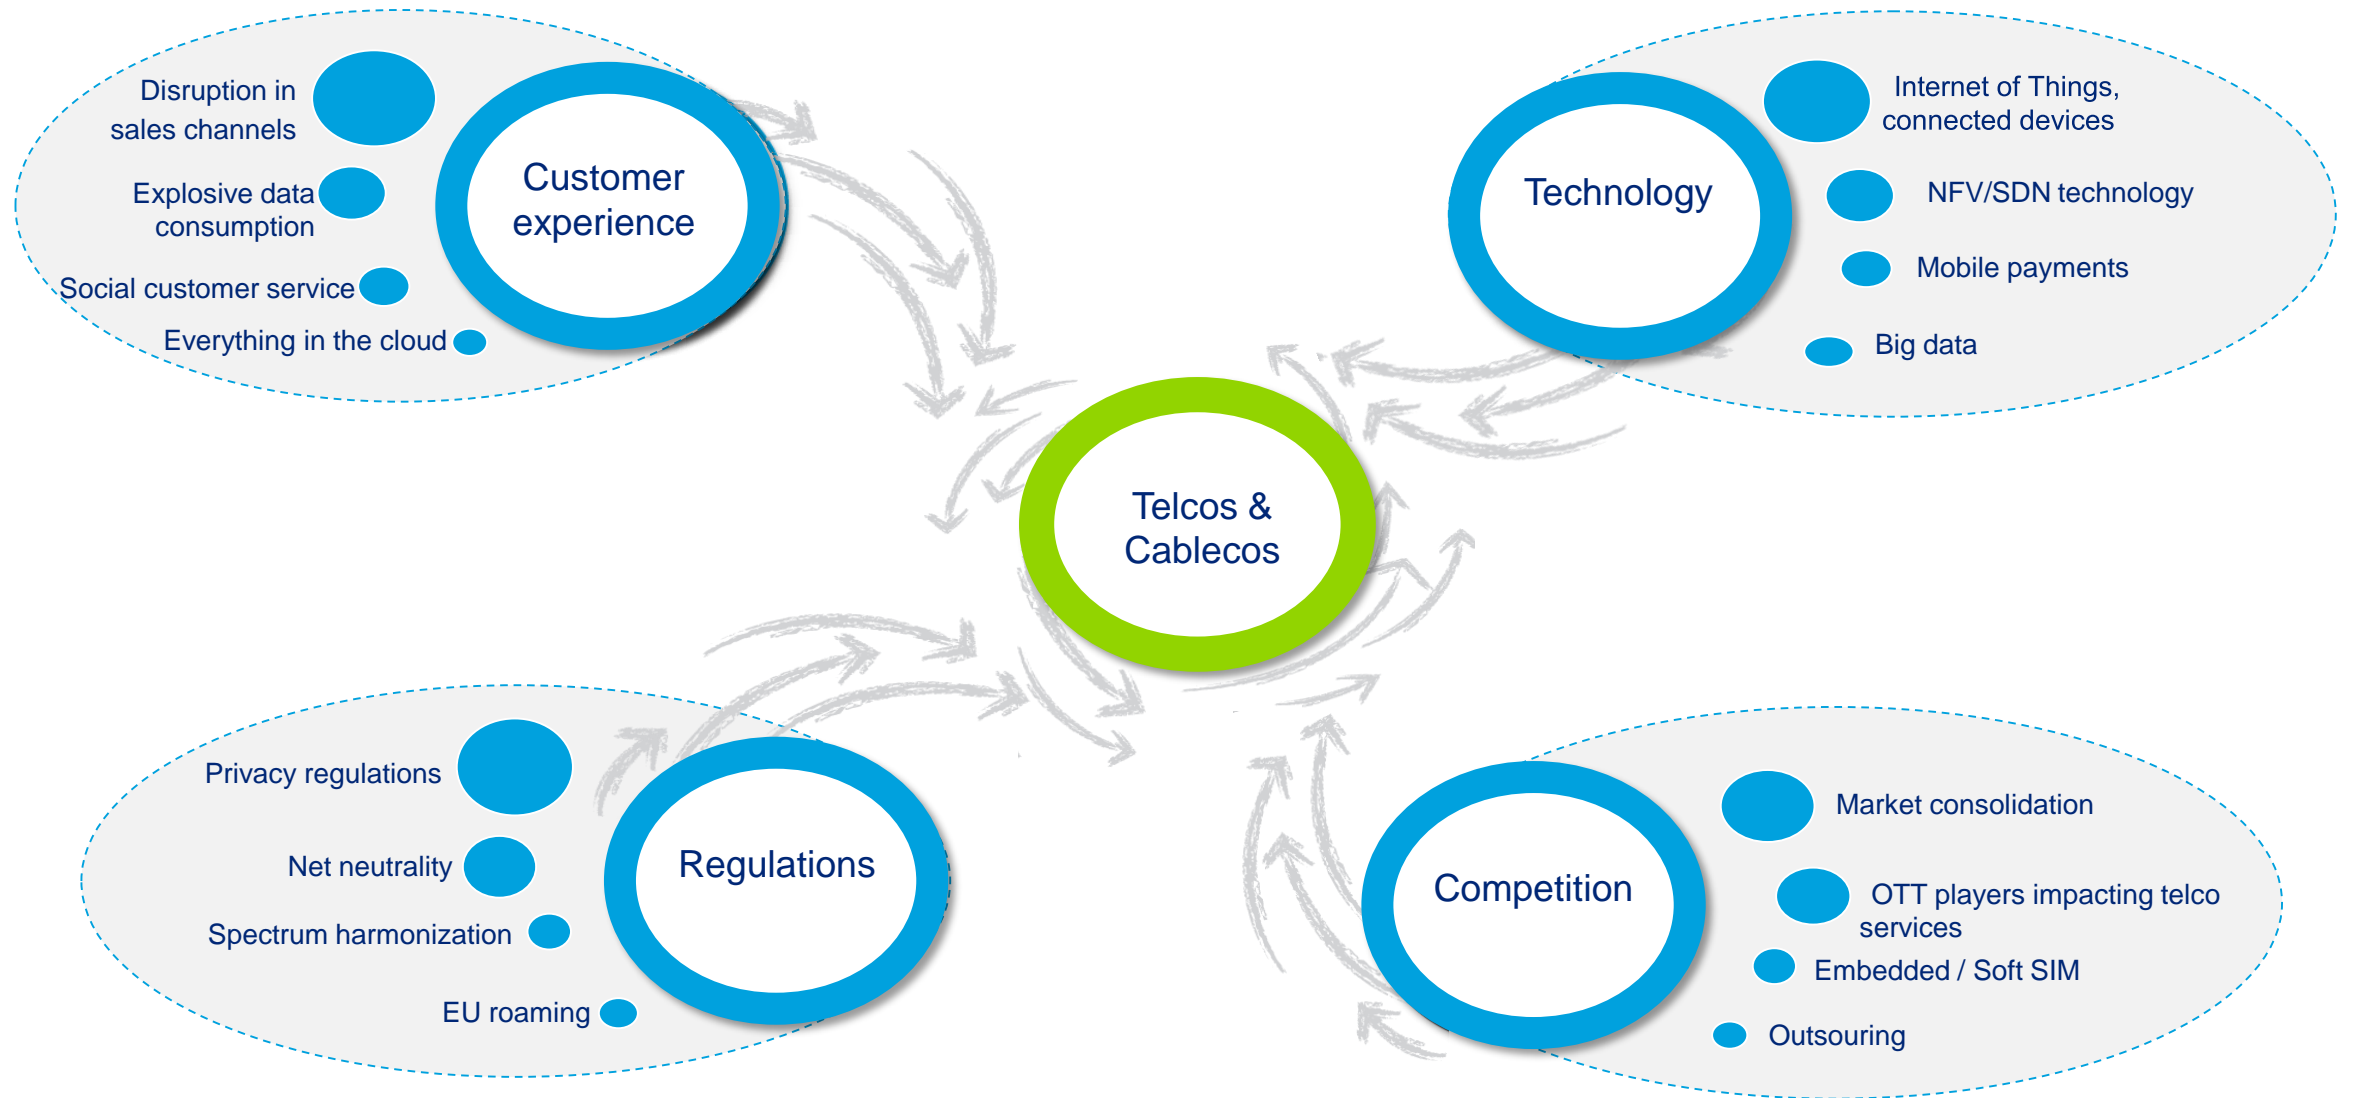 Disruption in
sales channels
Explosive data
consumption
Social customer service
Everything in the cloud
Customer
experience
Technology
Internet of Things,
connected devices
NFV/SDN technology
Mobile payments
Big data
Telcos &
Cablecos
Privacy regulations
Net neutrality
Spectrum harmonization
EU roaming
Regulations
Competition
Market consolidation
OTT players impacting telco
services
Embedded / Soft SIM
Outsouring